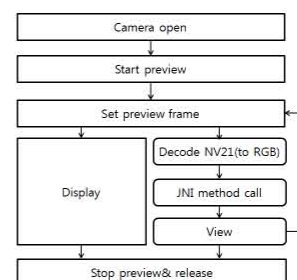 Camera open
Start preview
Set preview frame
Decode NV21(to RGB)
Display
JNI method call
View
Stop preview& release